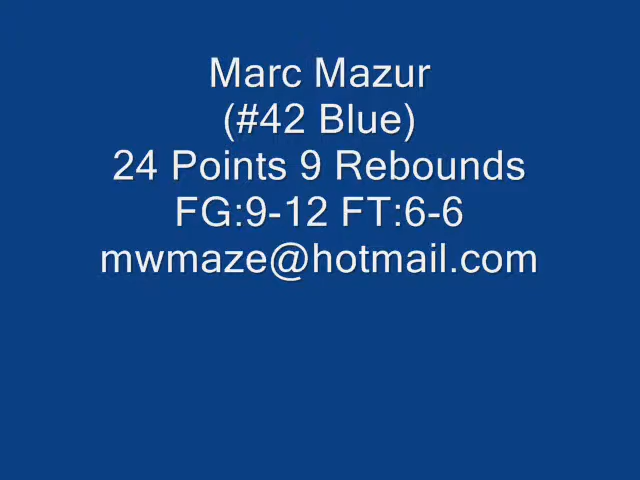 Marc Mazur
(#42 Blue)
24 Points 9 Rebounds
FG:9-12 FT:6-6
mwmaze@hotmail.com